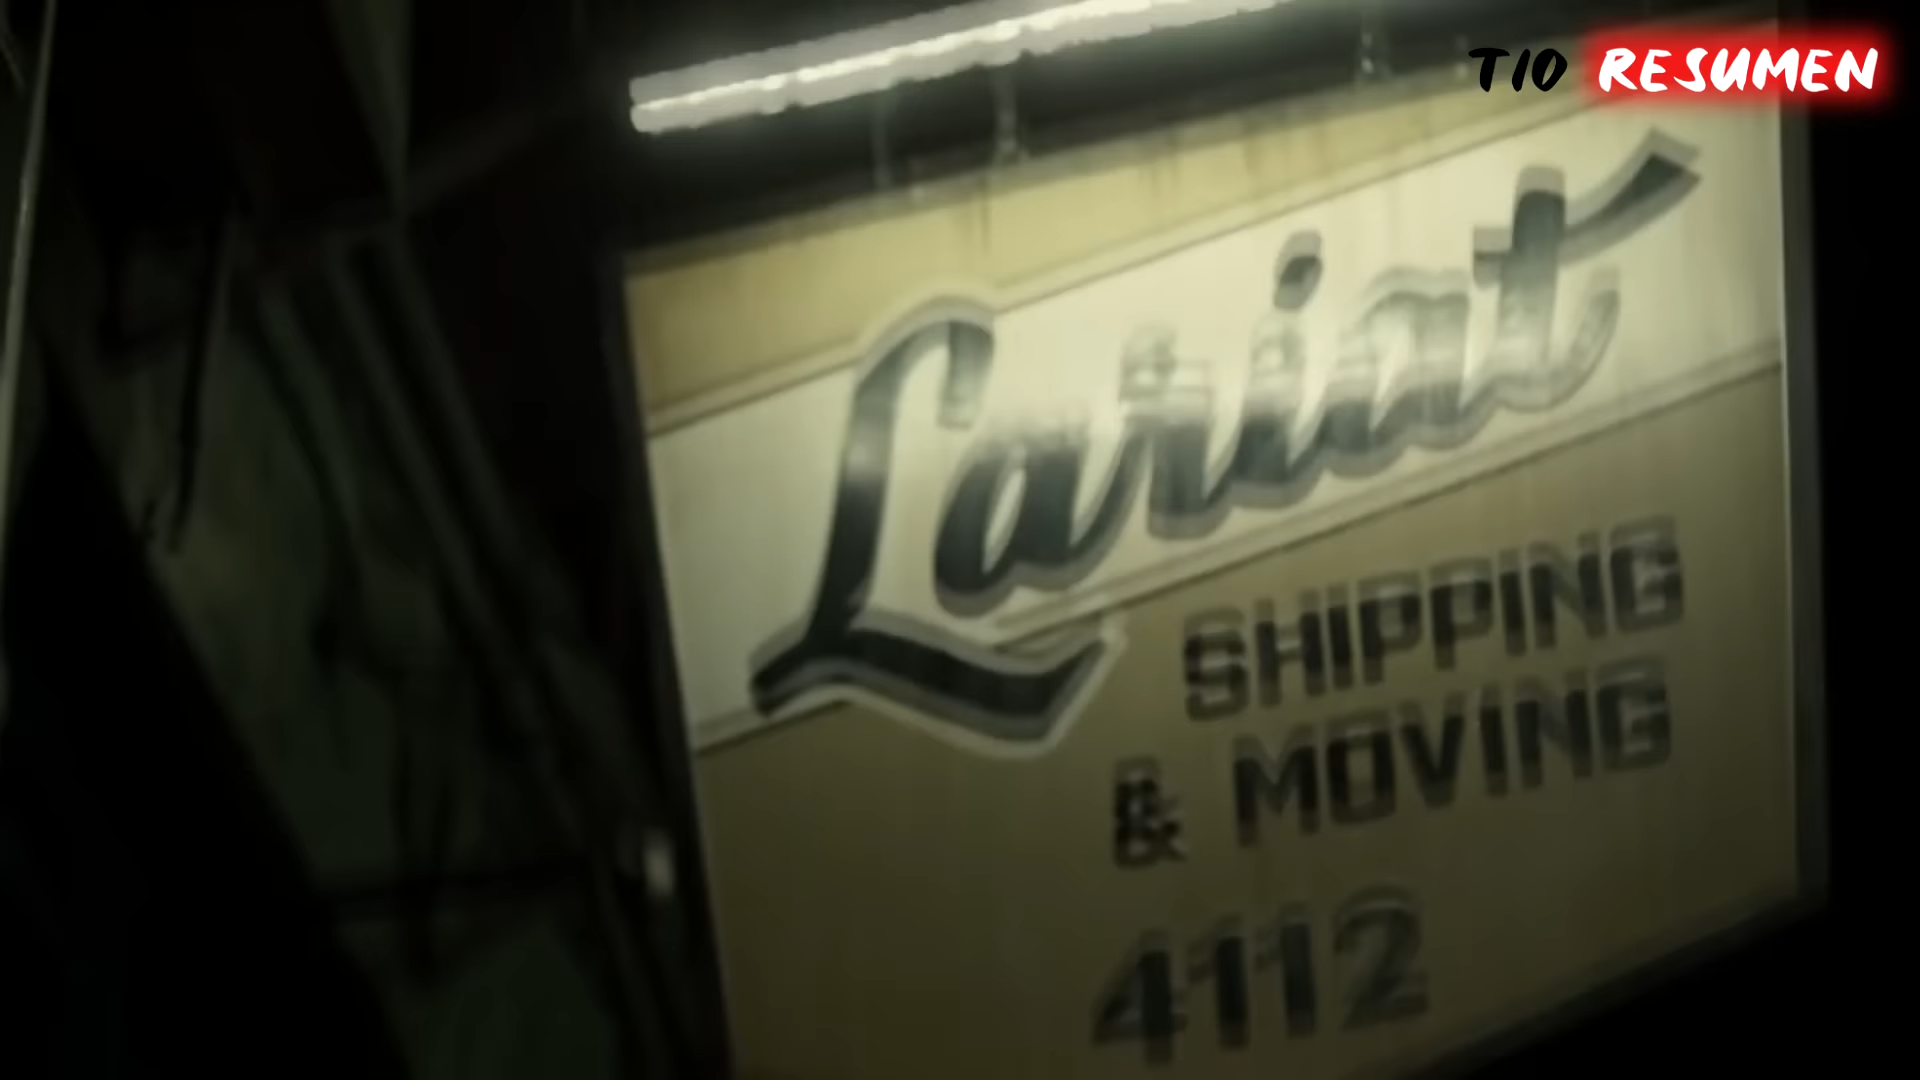 TIO RESUMEN
Lariat
SHIPPING
& MOVING
4112